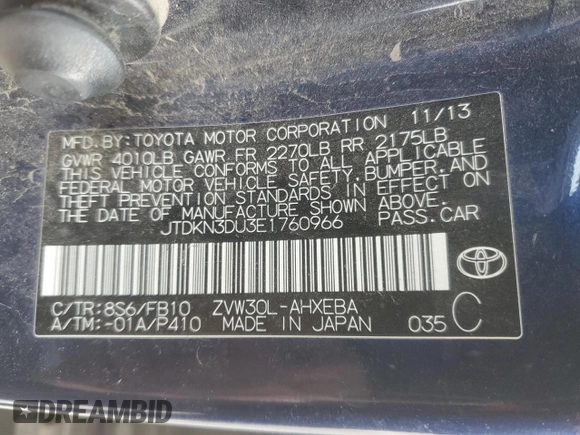 MFD. BY: TOYOTA MOTOR CORPORATION 11/13
GVWR 4010LB GAWR FR 2270LB RR 2175LB
THIS VEHICLE CONFORMS TO ALL APPLICABLE
FEDERAL MOTOR VEHICLE SAFETY, BUMPER, AND
THEFT PREVENTION STANDARDS IN EFFECT ON
THE DATE OF MANUFACTURE SHOWN ABOVE.
JTDKN3DU3E1760966 PASS. CAR
C/TR: 8S6/FB10 ZVW30L-AHXEBA
A/TM: -01A/P410 MADE IN JAPAN 035 C
TOYOTA
DREAMBID